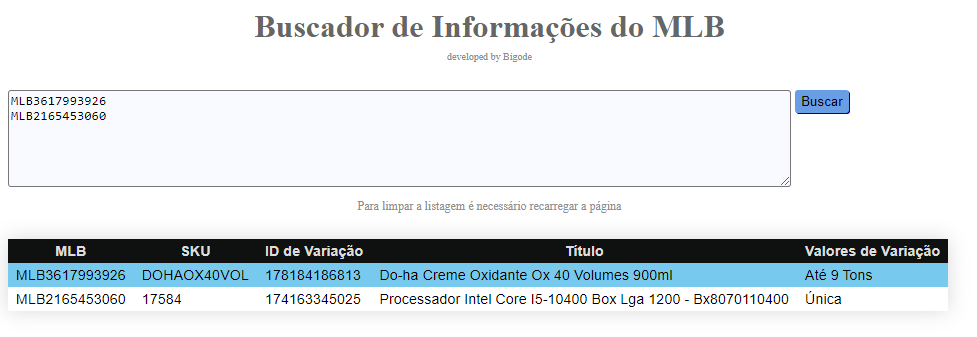 Buscador de Informações do MLB
developed by Bigode
MLB3617993926
MLB2165453060
Buscar
Para limpar a listagem é necessário recarregar a página
MLB SKU ID de Variação Título Valores de Variação
MLB3617993926 DOHAOX40VOL 178184186813 Do-ha Creme Oxidante Ox 40 Volumes 900ml Até 9 Tons
MLB2165453060 17584 174163345025 Processador Intel Core I5-10400 Box Lga 1200 - Bx8070110400 Única